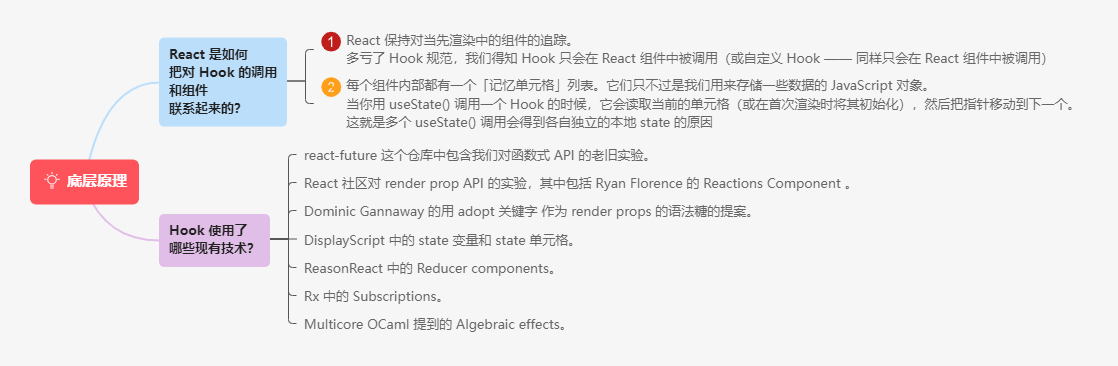 底层原理
React 是如何
把对 Hook 的调用
和组件
联系起来的？
1 React 保持对当先渲染中的组件的追踪。
多亏了 Hook 规范，我们得知 Hook 只会在 React 组件中被调用（或自定义 Hook —— 同样只会在 React 组件中被调用）
2 每个组件内部都有一个「记忆单元格」列表。它们只不过是我们用来存储一些数据的 JavaScript 对象。
当你用 useState() 调用一个 Hook 的时候，它会读取当前的单元格（或在首次渲染时将其初始化），然后把指针移动到下一个。
这就是多个 useState() 调用会得到各自独立的本地 state 的原因
Hook 使用了
哪些现有技术？
react-future 这个仓库中包含我们对函数式 API 的老旧实验。
React 社区对 render prop API 的实验，其中包括 Ryan Florence 的 Reactions Component 。
Dominic Gannaway 的用 adopt 关键字 作为 render props 的语法糖的提案。
DisplayScript 中的 state 变量和 state 单元格。
ReasonReact 中的 Reducer components。
Rx 中的 Subscriptions。
Multicore OCaml 提到的 Algebraic effects。